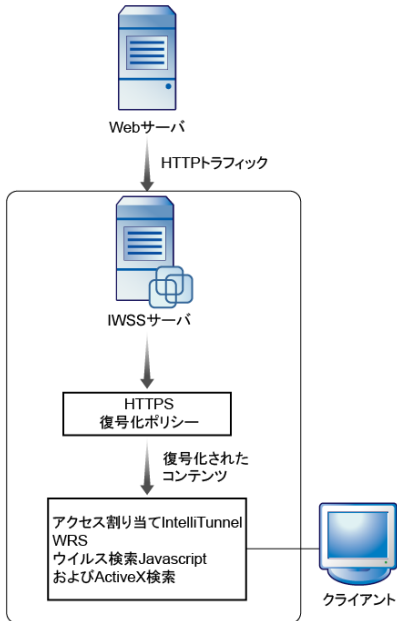 Webサーバ
HTTPトラフィック
IWSSサーバ
HTTPS
復号化ポリシー
復号化された
コンテンツ
アクセス割り当てIntelliTunnel
WRS
ウイルス検索Javascript
およびActiveX検索
クライアント